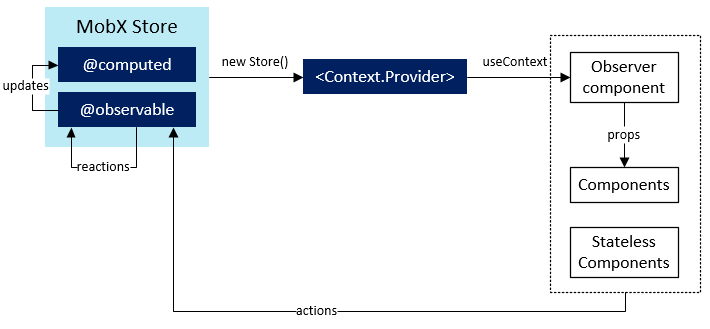 MobX Store
@computed
updates
@observable
reactions
new Store()
<Context.Provider>
useContext
Observer
component
props
Components
Stateless
Components
actions